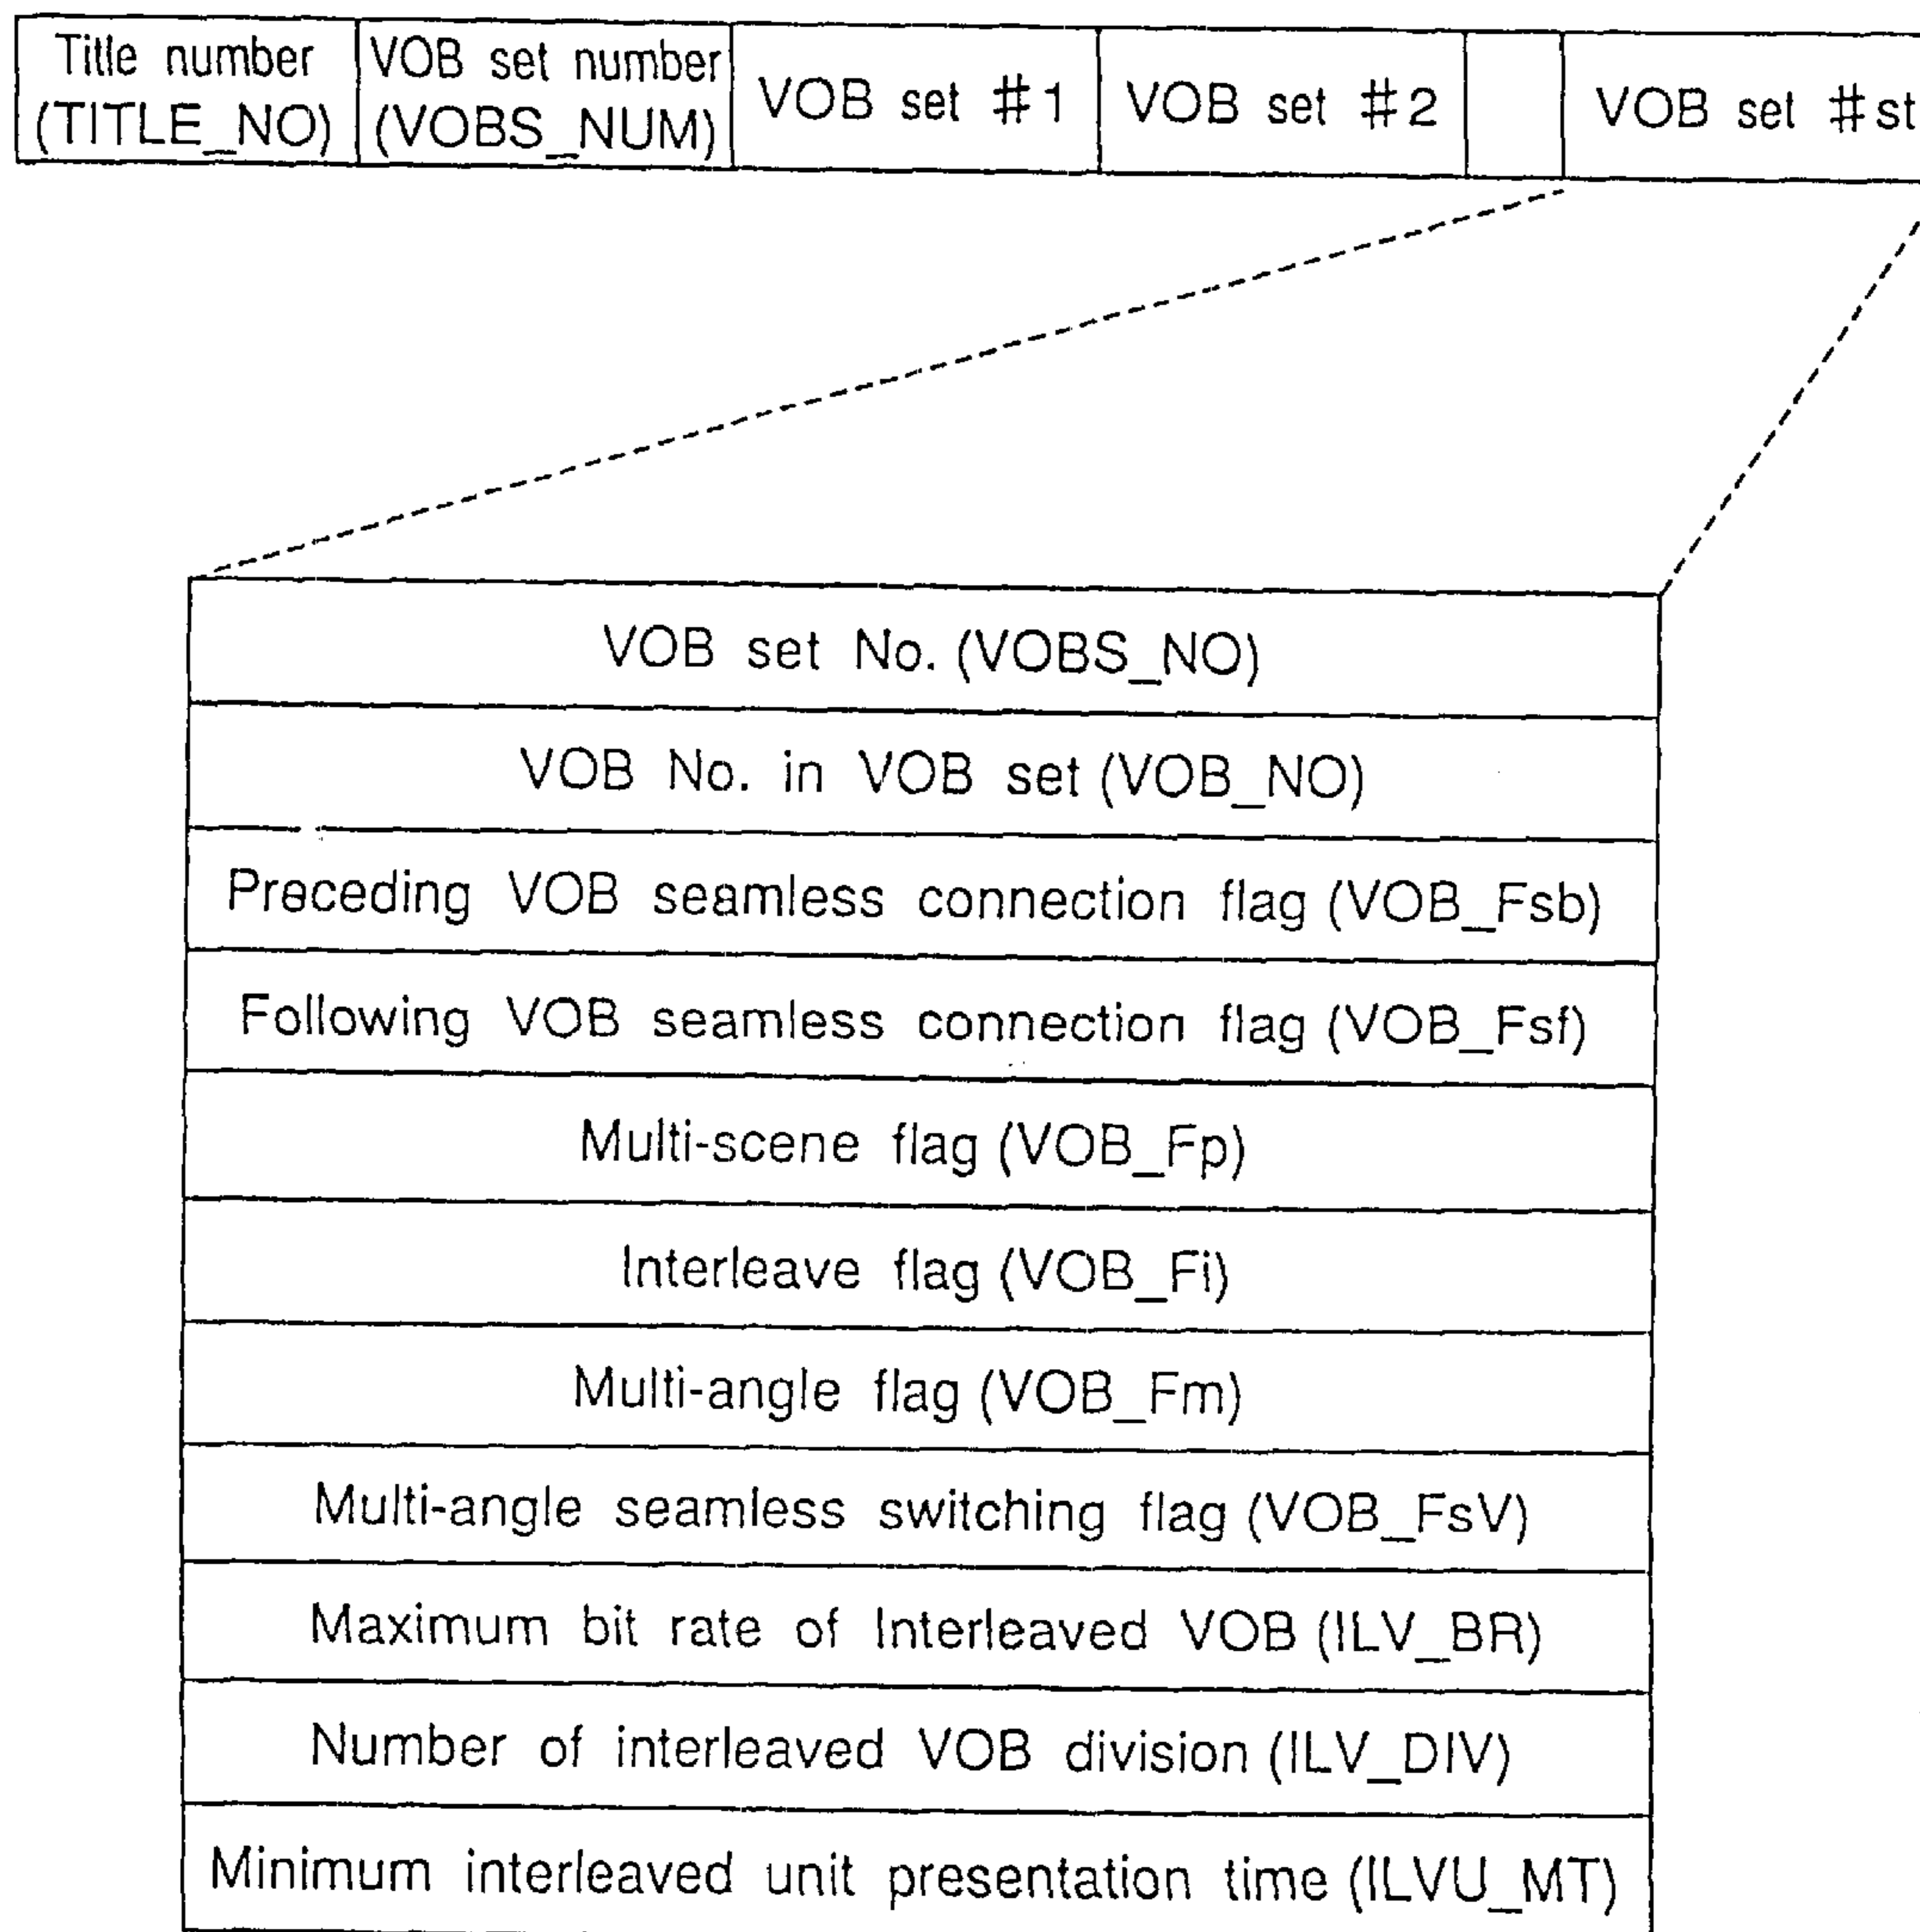 Title number
(TITLE_NO)
VOB set number
(VOBS_NUM)
VOB set #1
VOB set #2
VOB set #st
VOB set No. (VOBS_NO)
VOB No. in VOB set (VOB_NO)
Preceding VOB seamless connection flag (VOB_Fsb)
Following VOB seamless connection flag (VOB_Fsf)
Multi-scene flag (VOB_Fp)
Interleave flag (VOB_Fi)
Multi-angle flag (VOB_Fm)
Multi-angle seamless switching flag (VOB_FsV)
Maximum bit rate of Interleaved VOB (ILV_BR)
Number of interleaved VOB division (ILV_DIV)
Minimum interleaved unit presentation time (ILVU_MT)